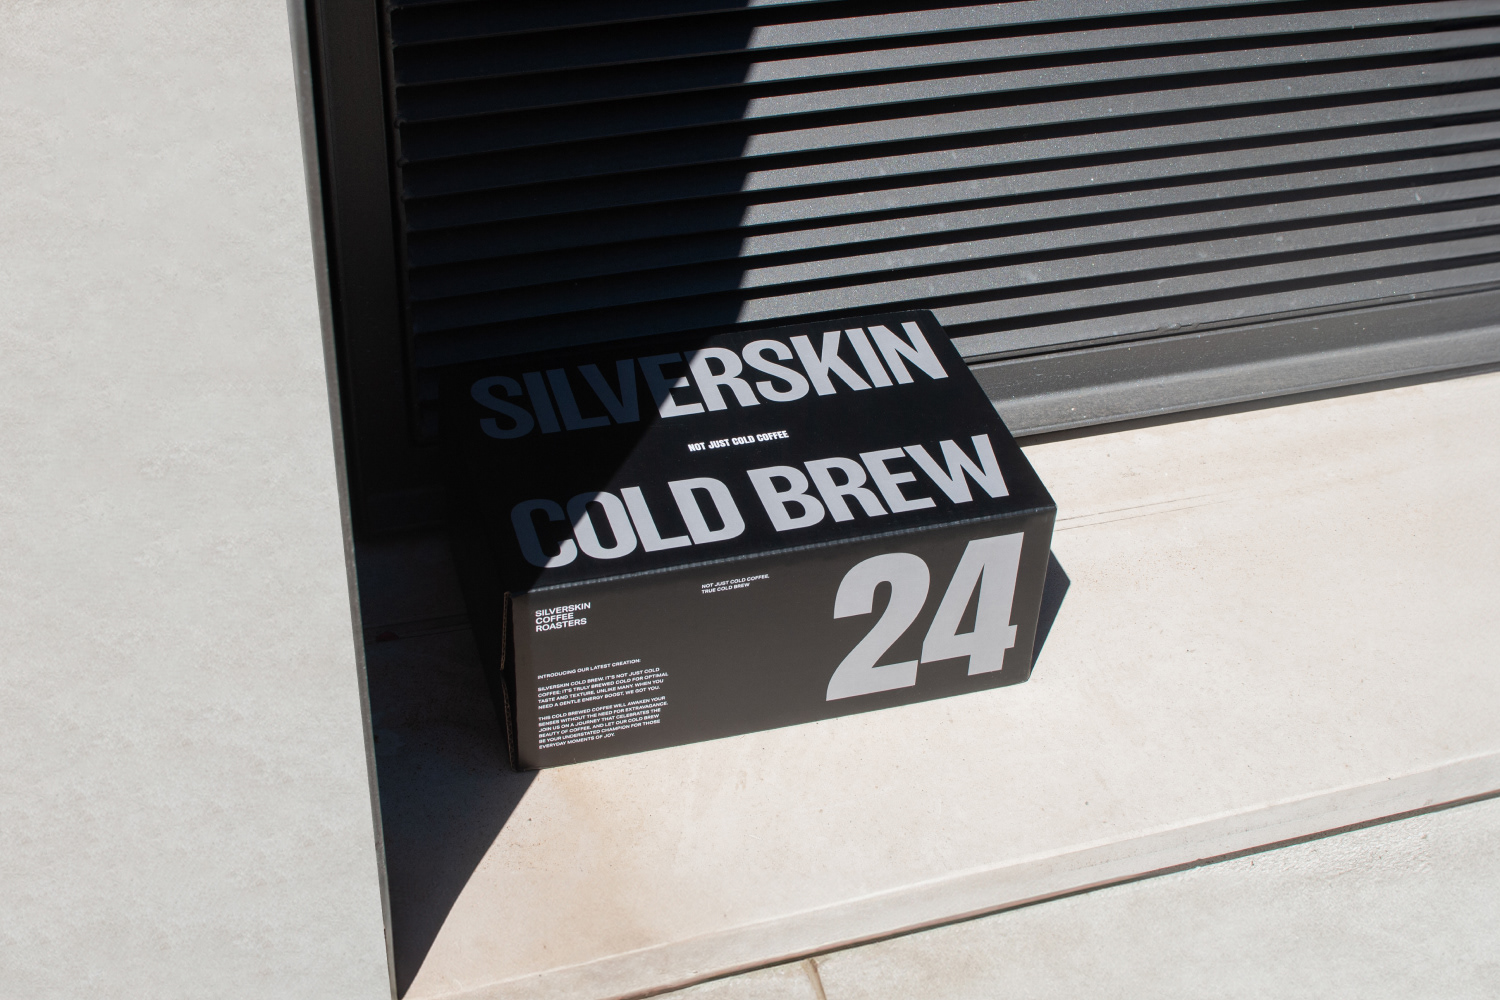 SILVERSKIN
NOT JUST COLD COFFEE
COLD BREW
24
NOT JUST COLD COFFEE.
TRUE COLD BREW
SILVERSKIN
COFFEE
ROASTERS
INTRODUCING OUR LATEST CREATION:
SILVERSKIN COLD BREW. IT'S NOT JUST COLD
COFFEE; IT'S TRULY BREWED COLD FOR OPTIMAL
TASTE AND TEXTURE. UNLIKE MANY. WHEN YOU
NEED A GENTLE ENERGY BOOST, WE GOT YOU.
THIS COLD BREWED COFFEE WILL AWAKEN YOUR
SENSES WITHOUT THE NEED FOR EXTRAVAGANCE.
JOIN US ON A JOURNEY THAT CELEBRATES THE
BEAUTY OF COFFEE, AND LET OUR COLD BREW
BE YOUR UNDERSTATED CHAMPION FOR THOSE
EVERYDAY MOMENTS OF JOY.